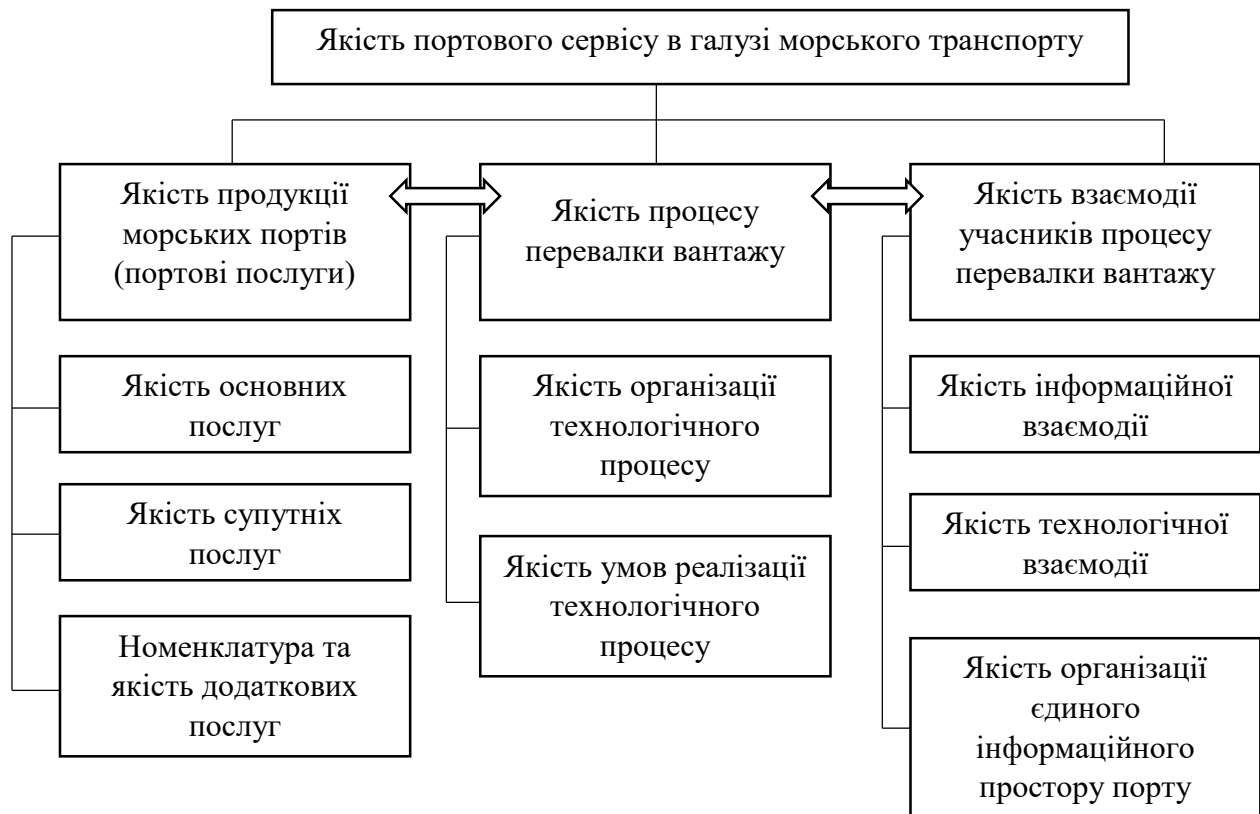 Якість портового сервісу в галузі морського транспорту
Якість продукції
морських портів
(портові послуги)
Якість процесу
перевалки вантажу
Якість взаємодії
учасників процесу
перевалки вантажу
Якість основних
послуг
Якість супутніх
послуг
Номенклатура та
якість додаткових
послуг
Якість організації
технологічного
процесу
Якість умов реалізації
технологічного
процесу
Якість інформаційної
взаємодії
Якість технологічної
взаємодії
Якість організації
єдиного
інформаційного
простору порту